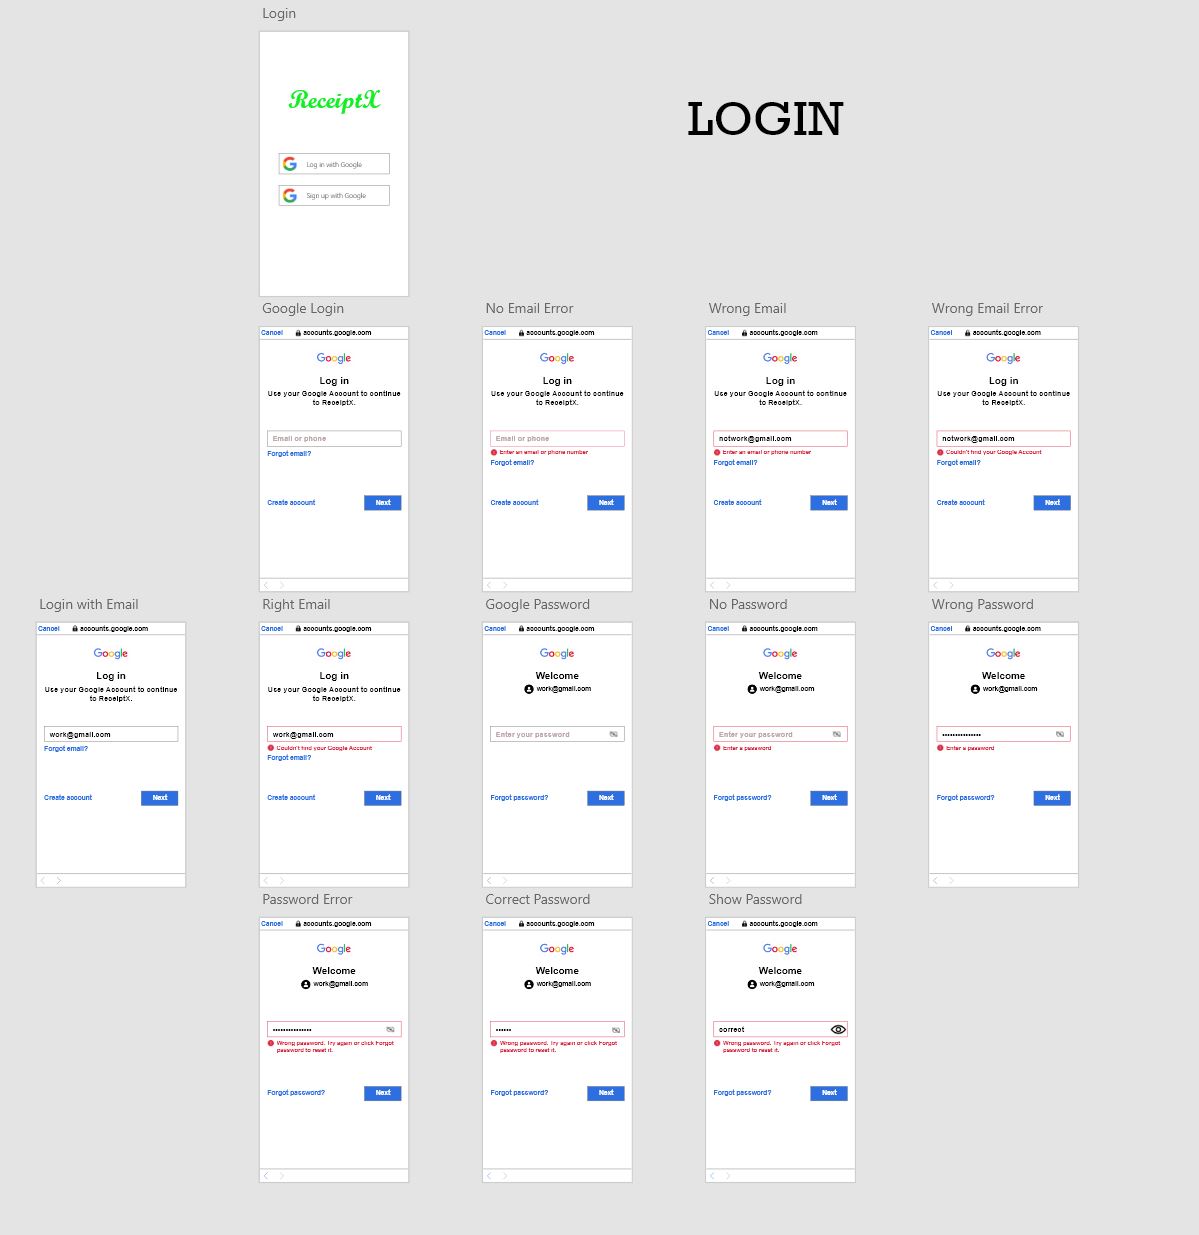 Login
ReceiptX
LOGIN
Log in with Google
Sign up with Google
Google Login
Cancel accounts.google.com
Google
Log in
Use your Google Account to continue
to ReceiptX.
Email or phone
Forgot email?
Create account
Next
No Email Error
Cancel accounts.google.com
Google
Log in
Use your Google Account to continue
to ReceiptX.
Email or phone
Enter an email or phone number
Forgot email?
Create account
Next
Wrong Email
Cancel accounts.google.com
Google
Log in
Use your Google Account to continue
to ReceiptX.
notwork@gmail.com
Enter an email or phone number
Forgot email?
Create account
Next
Wrong Email Error
Cancel accounts.google.com
Google
Log in
Use your Google Account to continue
to ReceiptX.
notwork@gmail.com
Couldn't find your Google Account
Forgot email?
Create account
Next
Login with Email
Cancel accounts.google.com
Google
Log in
Use your Google Account to continue
to ReceiptX.
work@gmail.com
Forgot email?
Create account
Next
Right Email
Cancel accounts.google.com
Google
Log in
Use your Google Account to continue
to ReceiptX.
work@gmail.com
Couldn't find your Google Account
Forgot email?
Create account
Next
Google Password
Cancel accounts.google.com
Google
Welcome
work@gmail.com
Enter your password
Forgot password?
Next
No Password
Cancel accounts.google.com
Google
Welcome
work@gmail.com
Enter your password
Enter a password
Forgot password?
Next
Wrong Password
Cancel accounts.google.com
Google
Welcome
work@gmail.com
•••••••••••••••
Enter a password
Forgot password?
Next
Password Error
Cancel accounts.google.com
Google
Welcome
work@gmail.com
•••••••••••••••
Wrong password. Try again or click Forgot
password to reset it.
Forgot password?
Next
Correct Password
Cancel accounts.google.com
Google
Welcome
work@gmail.com
••••••
Wrong password. Try again or click Forgot
password to reset it.
Forgot password?
Next
Show Password
Cancel accounts.google.com
Google
Welcome
work@gmail.com
correct
Wrong password. Try again or click Forgot
password to reset it.
Forgot password?
Next